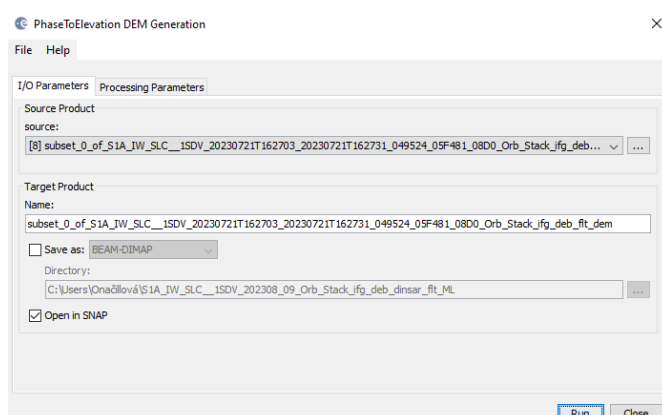 PhaseToElevation DEM Generation
File Help
I/O Parameters Processing Parameters
Source Product
source:
[8] subset_0_of_S1A_IW_SLC__1SDV_20230721T162703_20230721T162731_049524_05F481_08D0_Orb_Stack_ifg_deb... ...
Target Product
Name:
subset_0_of_S1A_IW_SLC__1SDV_20230721T162703_20230721T162731_049524_05F481_08D0_Orb_Stack_ifg_deb_flt_dem
Save as: BEAM-DIMAP
Directory:
C:\Users\Onačillová\S1A_IW_SLC__1SDV_202308_09_Orb_Stack_ifg_deb_dinsar_flt_ML ...
Open in SNAP
Run Close